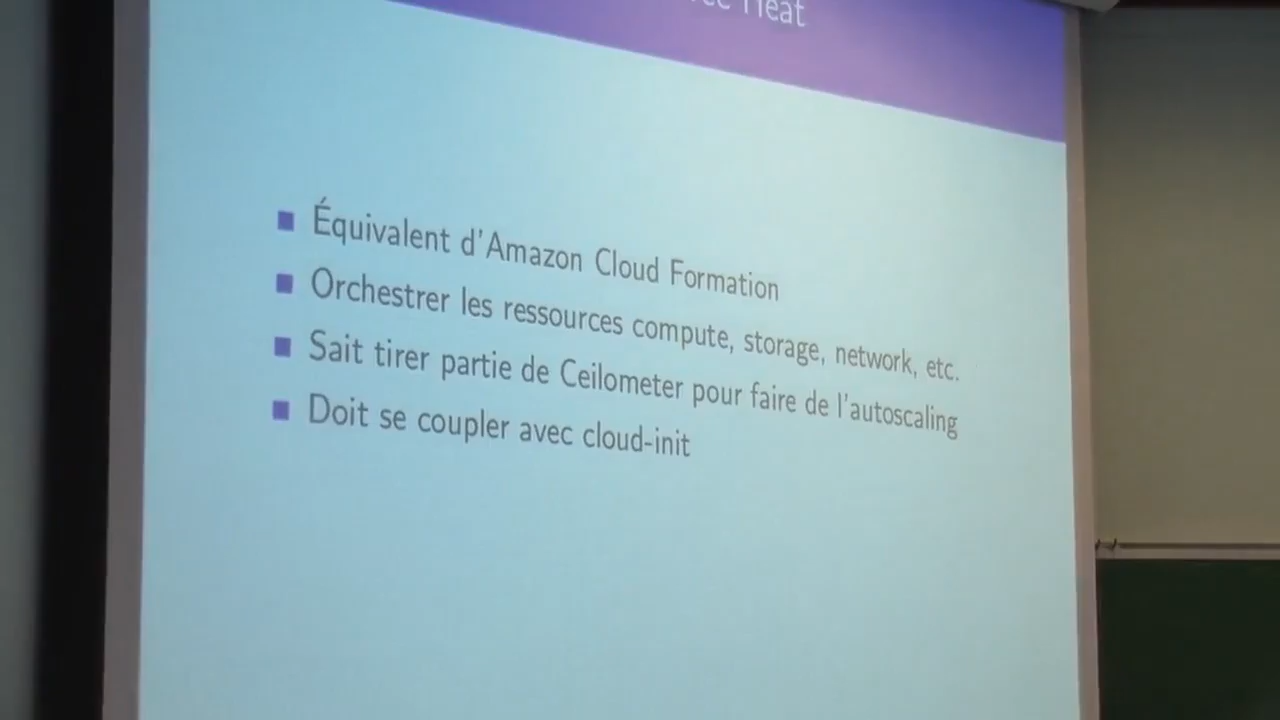 Heat
Équivalent d'Amazon Cloud Formation
Orchestrer les ressources compute, storage, network, etc.
Sait tirer partie de Ceilometer pour faire de l'autoscaling
Doit se coupler avec cloud-init